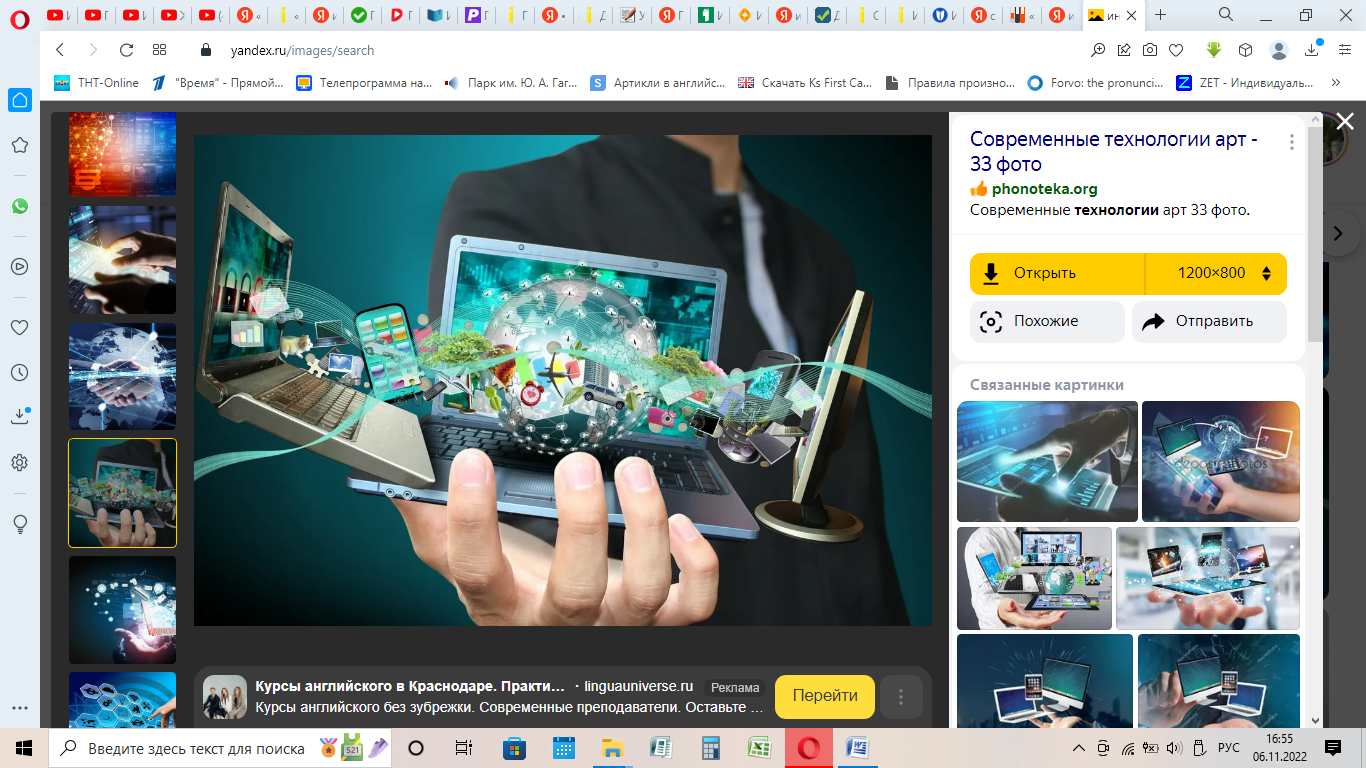 yandex.ru/images/search
ТНТ-Online
"Время" - Прямой...
Телепрограмма на...
Парк им. Ю. А. Гаг...
Артикли в английс...
Скачать Ks First Ca...
Правила произно...
Forvo: the pronunci...
ZET - Индивидуаль...
Современные технологии арт -
33 фото
phonoteka.org
Современные технологии арт 33 фото.
Открыть
1200×800
Похожие
Отправить
Связанные картинки
depositphotos
Курсы английского в Краснодаре. Практи... · linguauniverse.ru
Реклама
Курсы английского без зубрежки. Современные преподаватели. Оставьте ...
Перейти
Введите здесь текст для поиска
521
РУС
16:55
06.11.2022